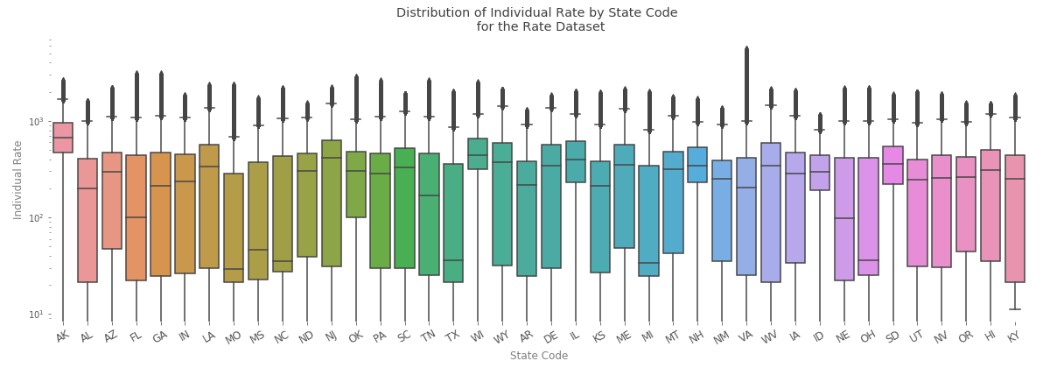 Distribution of Individual Rate by State Code
for the Rate Dataset
Individual Rate
10³
10²
10¹
AK AL AZ FL GA IN LA MO MS NC ND NJ OK PA SC TN TX WI WY AR DE IL KS ME MI MT NH NM VA WV IA ID NE OH SD UT NV OR HI KY
State Code